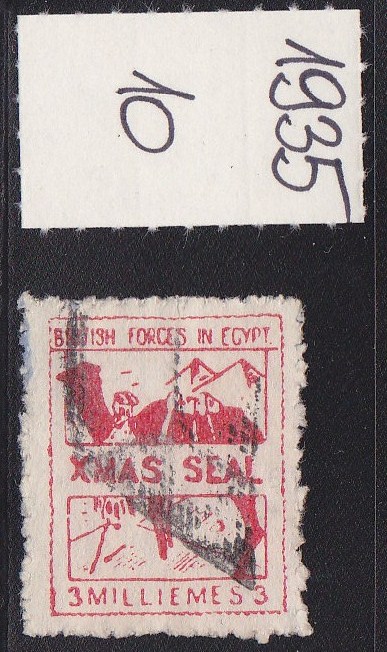 1935
10
BRITISH FORCES IN EGYPT
XMAS SEAL
3 MILLIEMES 3